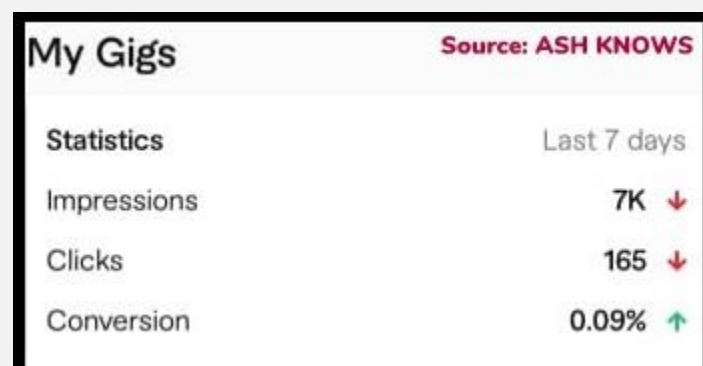 My Gigs Source: ASH KNOWS
Statistics Last 7 days
Impressions 7K ↓
Clicks 165 ↓
Conversion 0.09% ↑